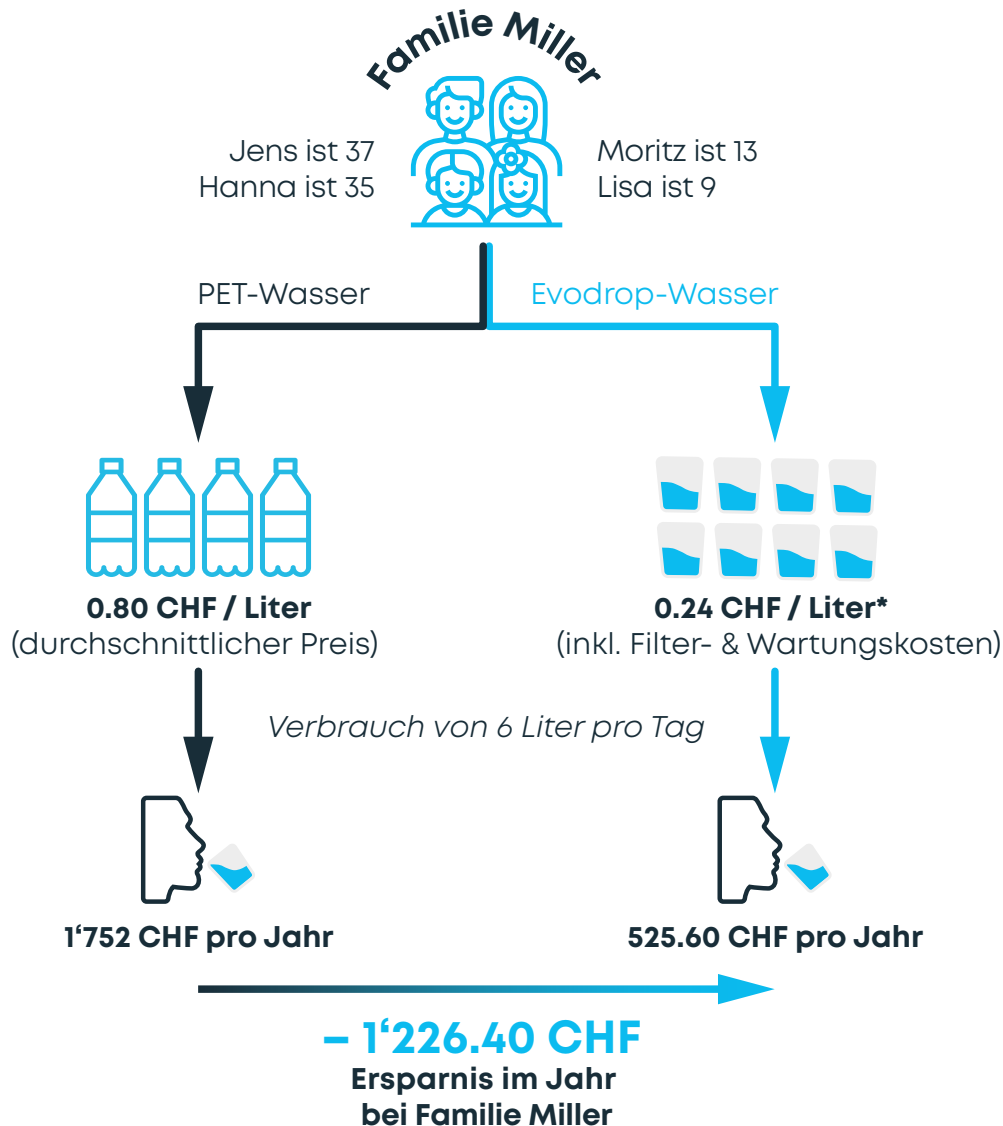 Familie Miller
Jens ist 37
Hanna ist 35
Moritz ist 13
Lisa ist 9
PET-Wasser
Evodrop-Wasser
0.80 CHF / Liter
(durchschnittlicher Preis)
0.24 CHF / Liter*
(inkl. Filter- & Wartungskosten)
Verbrauch von 6 Liter pro Tag
1‘752 CHF pro Jahr
525.60 CHF pro Jahr
– 1‘226.40 CHF
Ersparnis im Jahr
bei Familie Miller